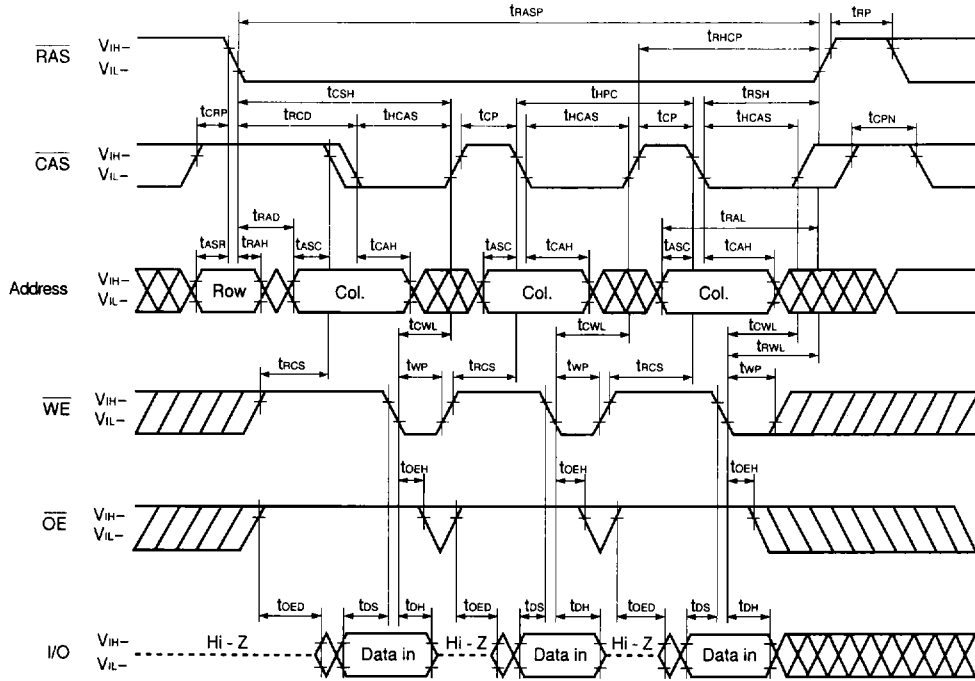 tRASP tRP
tRHCP
RAS VIH–
VIL–
tCSH tHPC tRSH
tCRP tRCD tHCAS tCP tHCAS tCP tHCAS tCPN
CAS VIH–
VIL–
tRAD tRAL
tASR tRAH tASC tCAH tASC tCAH tASC tCAH
Address VIH–
VIL–
Row Col. Col. Col.
tCWL tCWL tCWL
tRWL
tRCS tWP tRCS tWP tRCS tWP
WE VIH–
VIL–
tOEH tOEH tOEH
OE VIH–
VIL–
tOED tDS tDH tOED tDS tDH tOED tDS tDH
I/O VIH–
VIL–
Hi - Z Data in Hi - Z Data in Hi - Z Data in